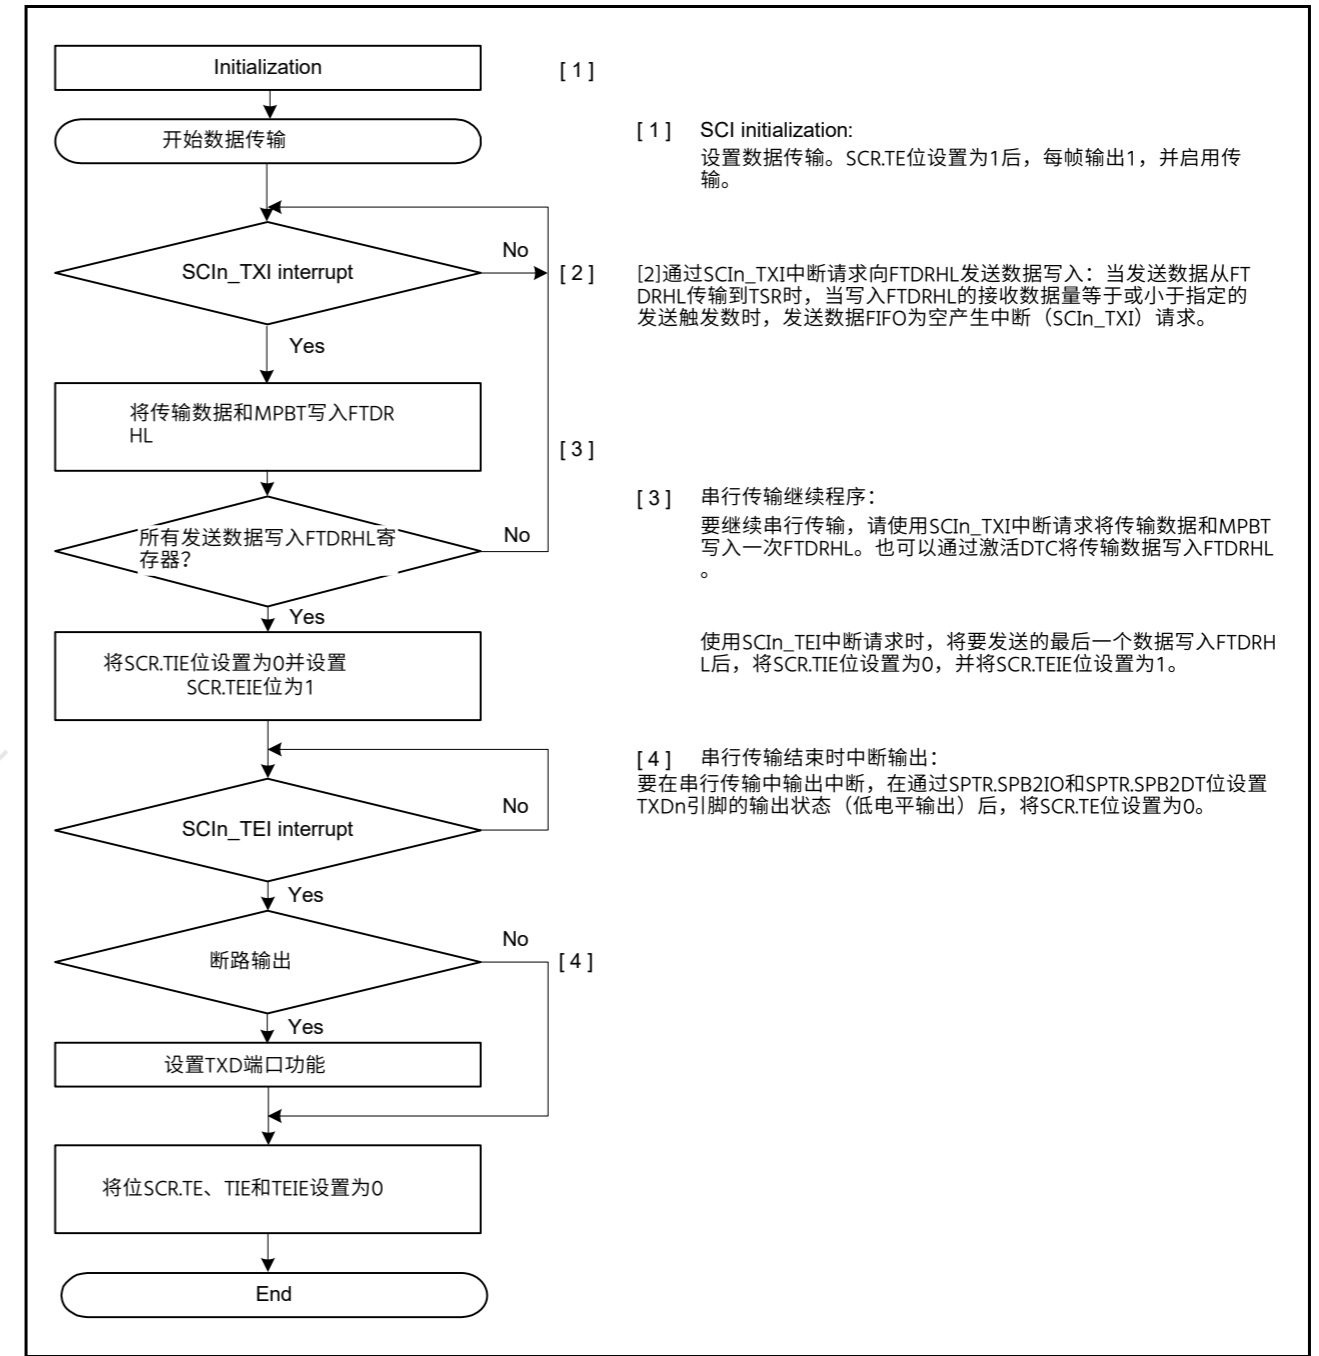 Initialization
[ 1 ]
开始数据传输
[ 1 ] SCI initialization:
设置数据传输。SCR.TE位设置为1后，每帧输出1，并启用传
输。
SCIn_TXI interrupt
No
[ 2 ]
[2]通过SCIn_TXI中断请求向FTDRHL发送数据写入：当发送数据从FT
DRHL传输到TSR时，当写入FTDRHL的接收数据量等于或小于指定的
发送触发数时，发送数据FIFO为空产生中断（SCIn_TXI）请求。
Yes
将传输数据和MPBT写入FTDR
HL
[ 3 ]
所有发送数据写入FTDRHL寄
存器？
No
[ 3 ] 串行传输继续程序：
要继续串行传输，请使用SCIn_TXI中断请求将传输数据和MPBT
写入一次FTDRHL。也可以通过激活DTC将传输数据写入FTDRHL
。
Yes
将SCR.TIE位设置为0并设置
SCR.TEIE位为1
使用SCIn_TEI中断请求时，将要发送的最后一个数据写入FTDRH
L后，将SCR.TIE位设置为0，并将SCR.TEIE位设置为1。
[ 4 ] 串行传输结束时中断输出：
要在串行传输中输出中断，在通过SPTR.SPB2IO和SPTR.SPB2DT位设置
TXDn引脚的输出状态（低电平输出）后，将SCR.TE位设置为0。
SCIn_TEI interrupt
No
Yes
断路输出
No
[ 4 ]
Yes
设置TXD端口功能
将位SCR.TE、TIE和TEIE设置为0
End